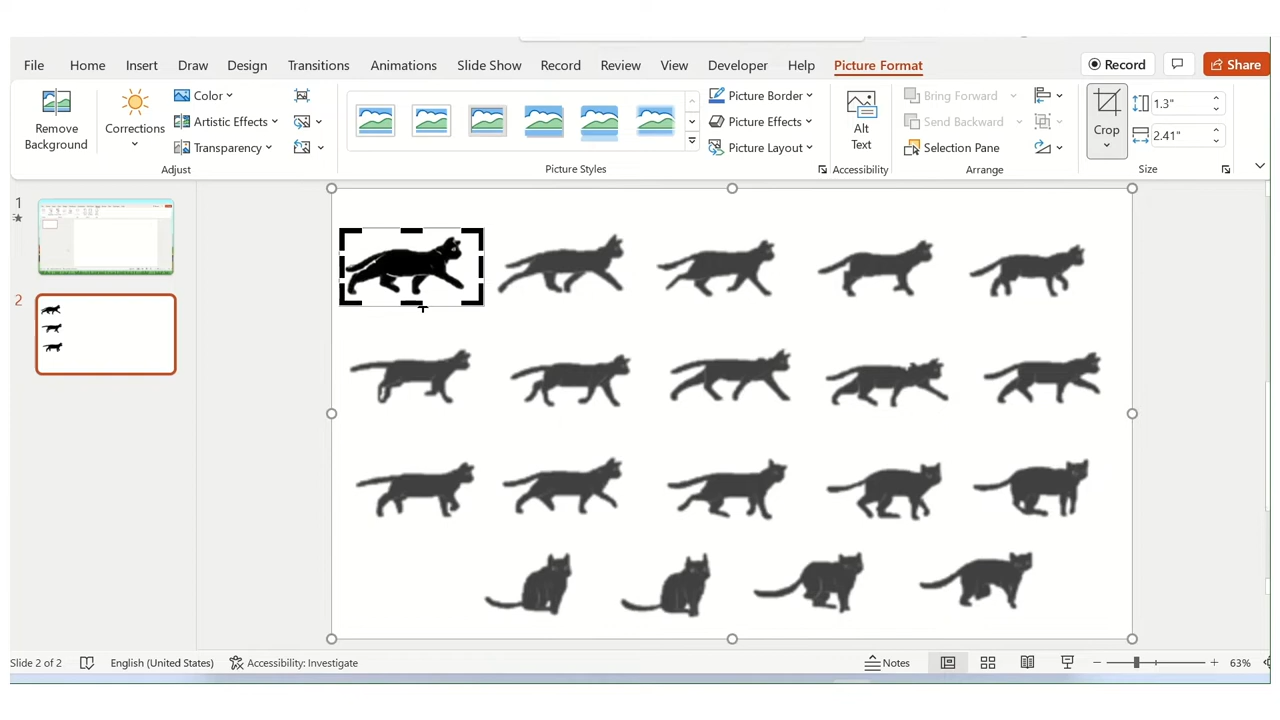 File Home Insert Draw Design Transitions Animations Slide Show Record Review View Developer Help Picture Format Record Share
Remove Background
Corrections
Color
Artistic Effects
Transparency
Adjust
Picture Styles
Picture Border
Picture Effects
Picture Layout
Alt Text
Accessibility
Bring Forward
Send Backward
Selection Pane
Arrange
Crop
1.3"
2.41"
Size
1
2
Slide 2 of 2 English (United States) Accessibility: Investigate Notes 63%